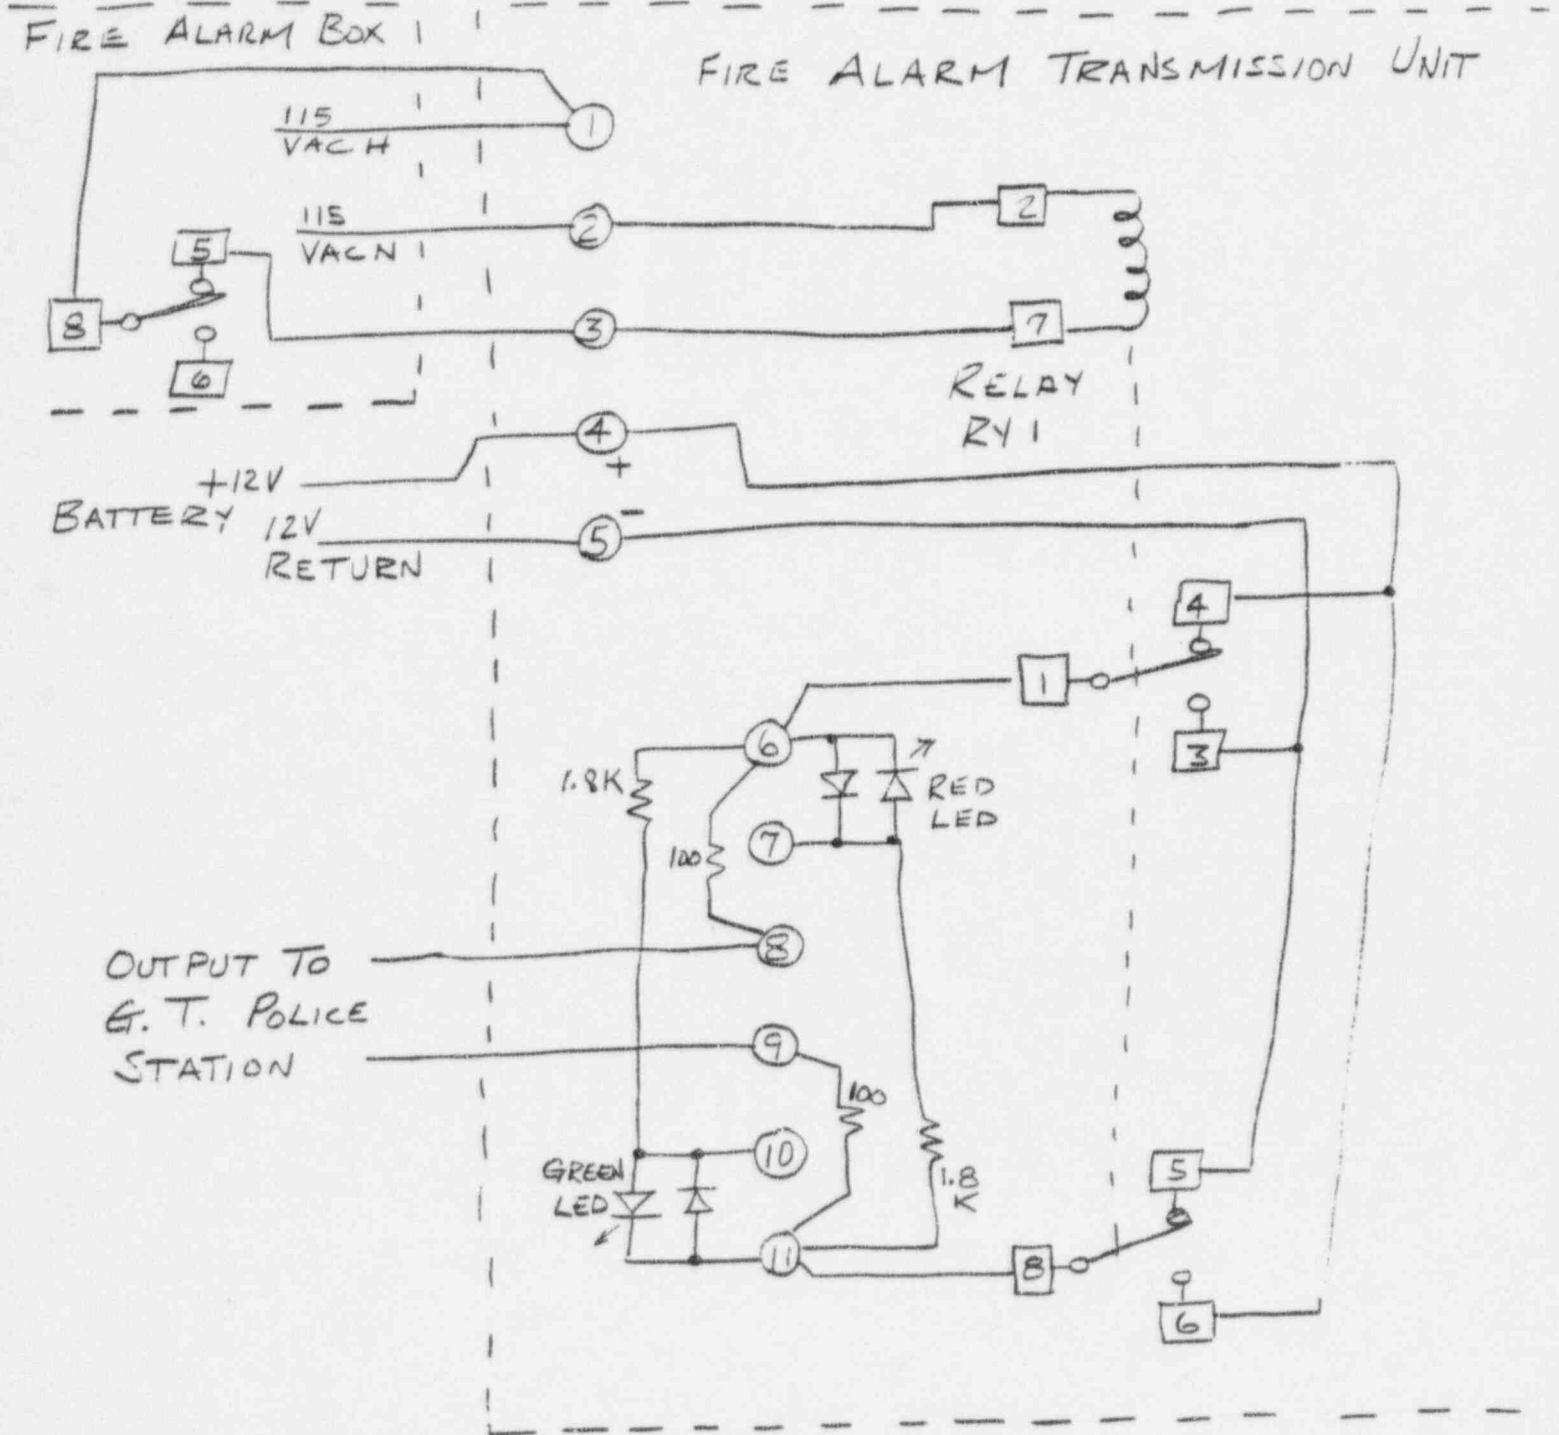 FIRE ALARM BOX
FIRE ALARM TRANSMISSION UNIT
115
VAC H
1
115
VAC N
2
2
5
8
3
7
6
RELAY
RY 1
4
+
+12V
BATTERY
12V
RETURN
-
5
4
1
6
3
1.8K
RED
LED
7
100
8
OUTPUT TO
G. T. POLICE
STATION
9
100
10
GREEN
LED
1.8
K
5
11
8
6